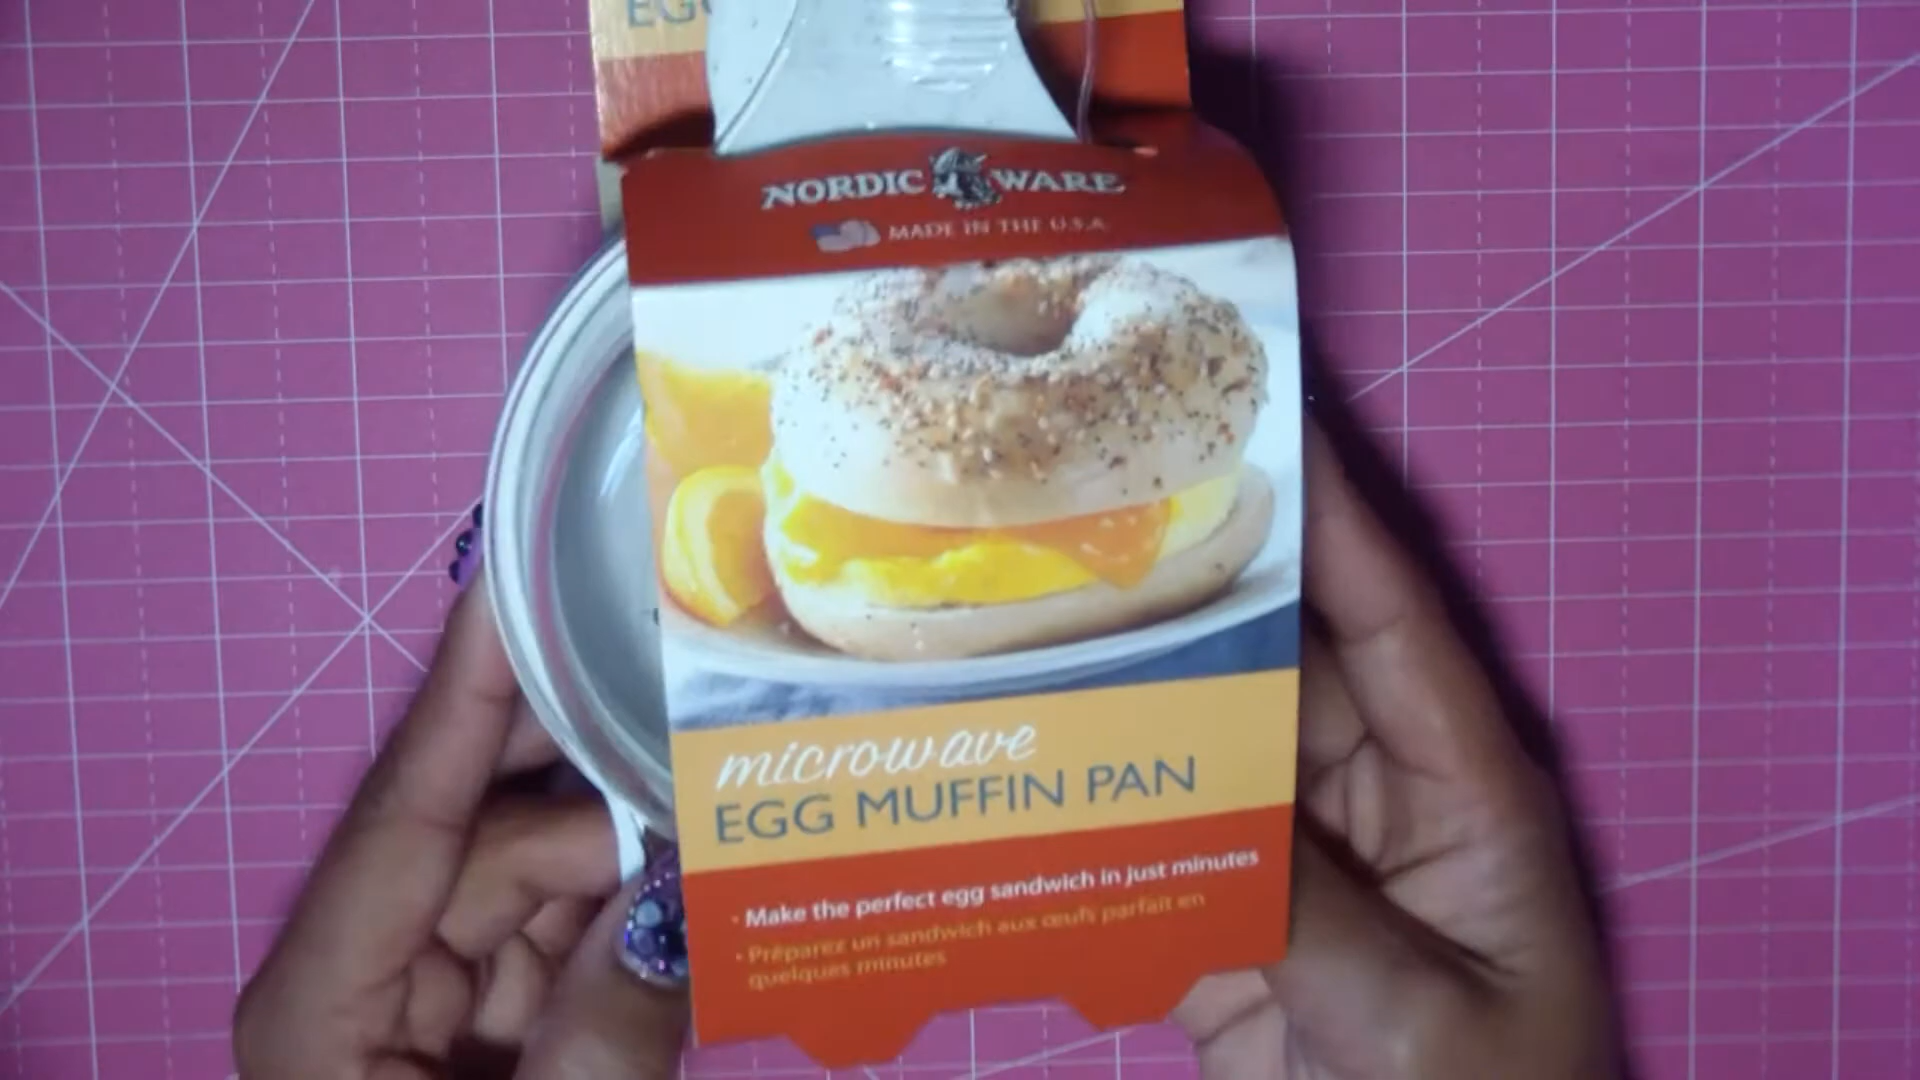 EGG
NORDIC WARE
MADE IN THE U.S.A.
microwave
EGG MUFFIN PAN
· Make the perfect egg sandwich in just minutes
· Préparez un sandwich aux œufs parfait en
quelques minutes